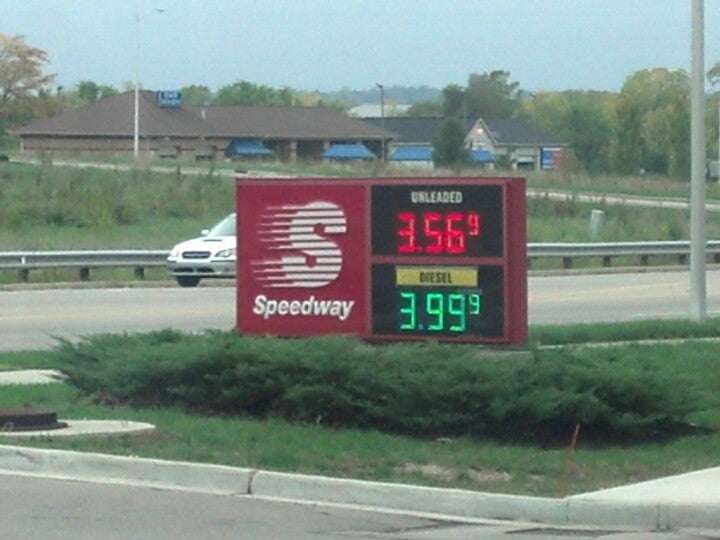 S
Speedway
UNLEADED
3.56 9
DIESEL
3.99 9